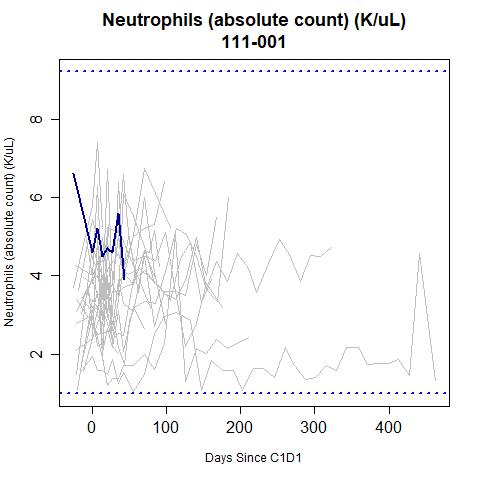 Neutrophils (absolute count) (K/uL)
111-001
Neutrophils (absolute count) (K/uL)
8
6
4
2
0 100 200 300 400
Days Since C1D1